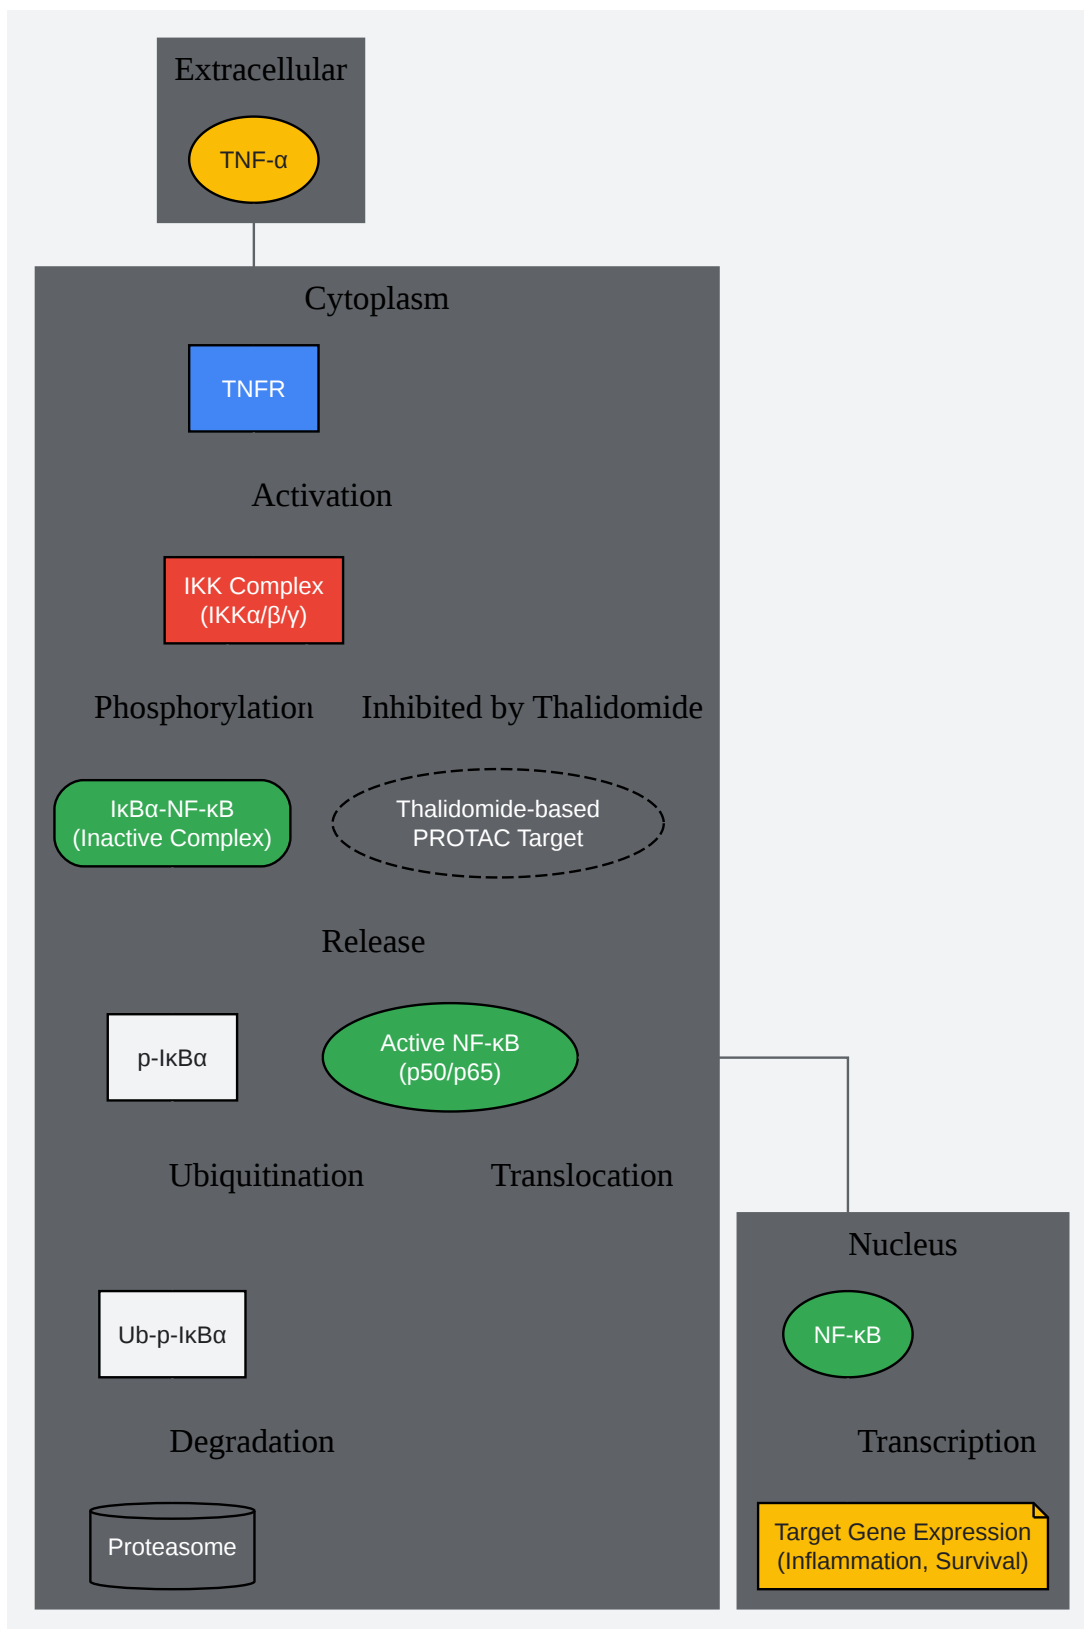 Extracellular
TNF-α
Cytoplasm
TNFR
Activation
IKK Complex
(IKKα/β/γ)
Phosphorylation
Inhibited by Thalidomide
IκBα-NF-κB
(Inactive Complex)
Thalidomide-based
PROTAC Target
Release
p-IκBα
Active NF-κB
(p50/p65)
Ubiquitination
Translocation
Nucleus
Ub-p-IκBα
NF-κB
Degradation
Transcription
Proteasome
Target Gene Expression
(Inflammation, Survival)